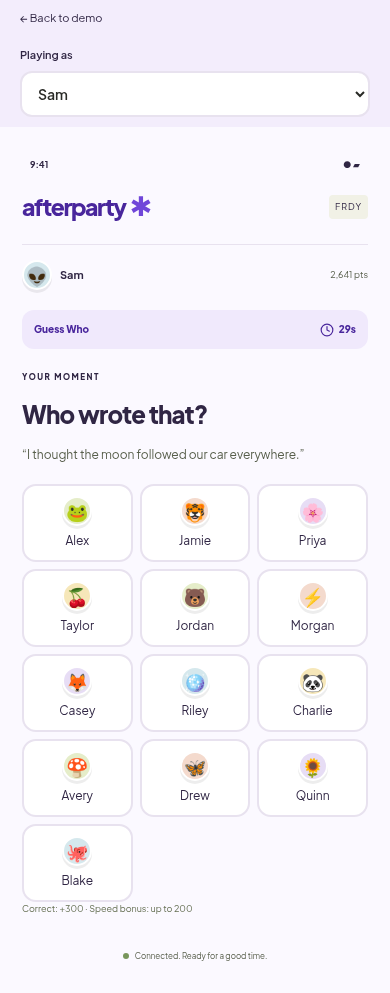 ← Back to demo
Playing as
Sam
9:41
afterparty
FRDY
Sam
2,641 pts
Guess Who
29s
YOUR MOMENT
Who wrote that?
“I thought the moon followed our car everywhere.”
Alex
Jamie
Priya
Taylor
Jordan
Morgan
Casey
Riley
Charlie
Avery
Drew
Quinn
Blake
Correct: +300 · Speed bonus: up to 200
Connected. Ready for a good time.